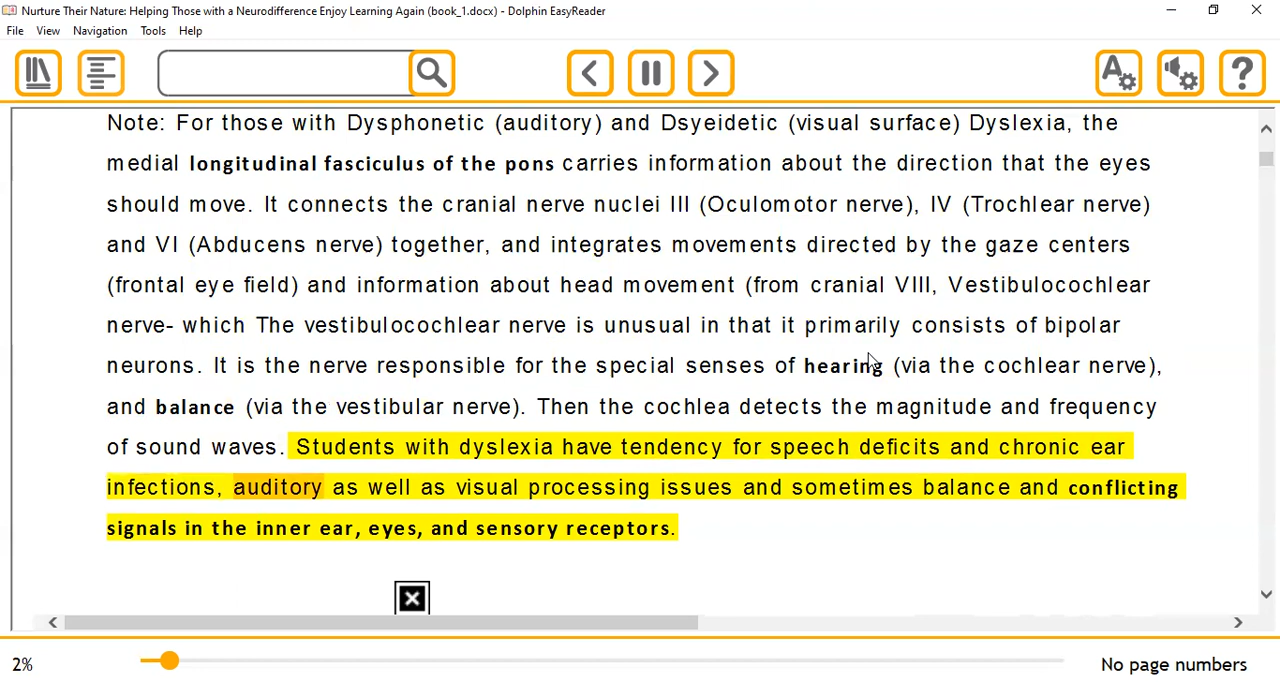 Nurture Their Nature: Helping Those with a Neurodifference Enjoy Learning Again (book_1.docx) - Dolphin EasyReader
File View Navigation Tools Help
Note: For those with Dysphonetic (auditory) and Dsyeidetic (visual surface) Dyslexia, the
medial longitudinal fasciculus of the pons carries information about the direction that the eyes
should move. It connects the cranial nerve nuclei III (Oculomotor nerve), IV (Trochlear nerve)
and VI (Abducens nerve) together, and integrates movements directed by the gaze centers
(frontal eye field) and information about head movement (from cranial VIII, Vestibulocochlear
nerve- which The vestibulocochlear nerve is unusual in that it primarily consists of bipolar
neurons. It is the nerve responsible for the special senses of hearing (via the cochlear nerve),
and balance (via the vestibular nerve). Then the cochlea detects the magnitude and frequency
of sound waves. Students with dyslexia have tendency for speech deficits and chronic ear
infections, auditory as well as visual processing issues and sometimes balance and conflicting
signals in the inner ear, eyes, and sensory receptors.
2%
No page numbers